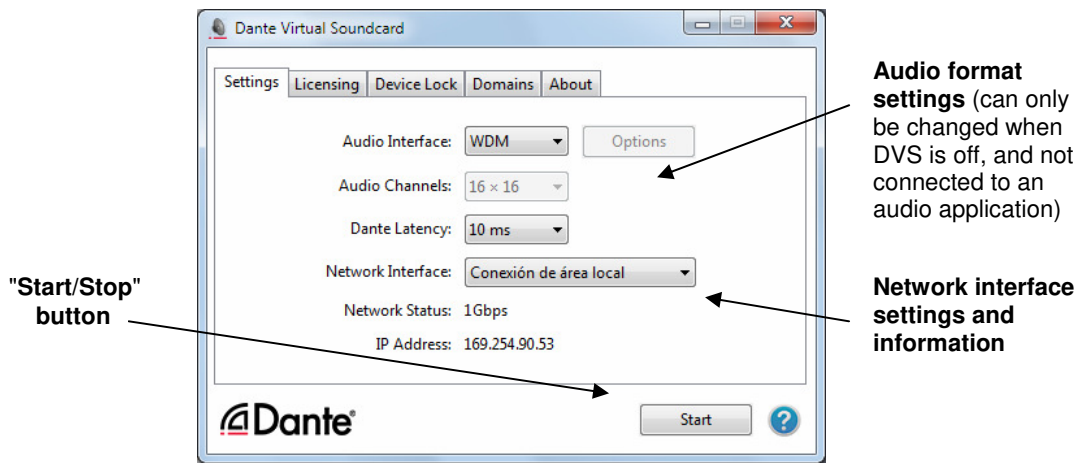 Dante Virtual Soundcard
Settings Licensing Device Lock Domains About
Audio Interface: WDM Options
Audio Channels: 16 × 16
Dante Latency: 10 ms
Network Interface: Conexión de área local
Network Status: 1Gbps
IP Address: 169.254.90.53
Dante®
Start ?
"Start/Stop"
button
Audio format
settings (can only
be changed when
DVS is off, and not
connected to an
audio application)
Network interface
settings and
information